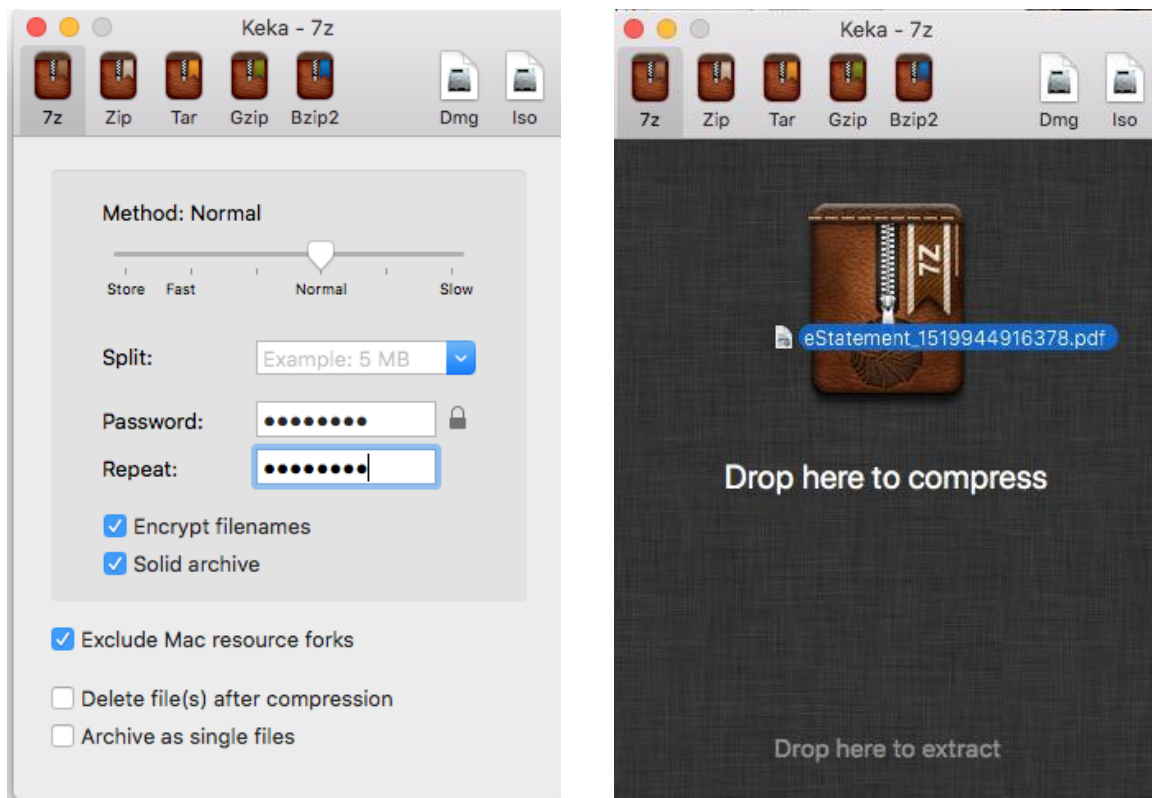 Keka - 7z
7z Zip Tar Gzip Bzip2 Dmg Iso
Method: Normal
Store Fast Normal Slow
Split: Example: 5 MB
Password: ••••••••
Repeat: ••••••••
Encrypt filenames
Solid archive
Exclude Mac resource forks
Delete file(s) after compression
Archive as single files
Keka - 7z
7z Zip Tar Gzip Bzip2 Dmg Iso
7Z
eStatement_1519944916378.pdf
Drop here to compress
Drop here to extract